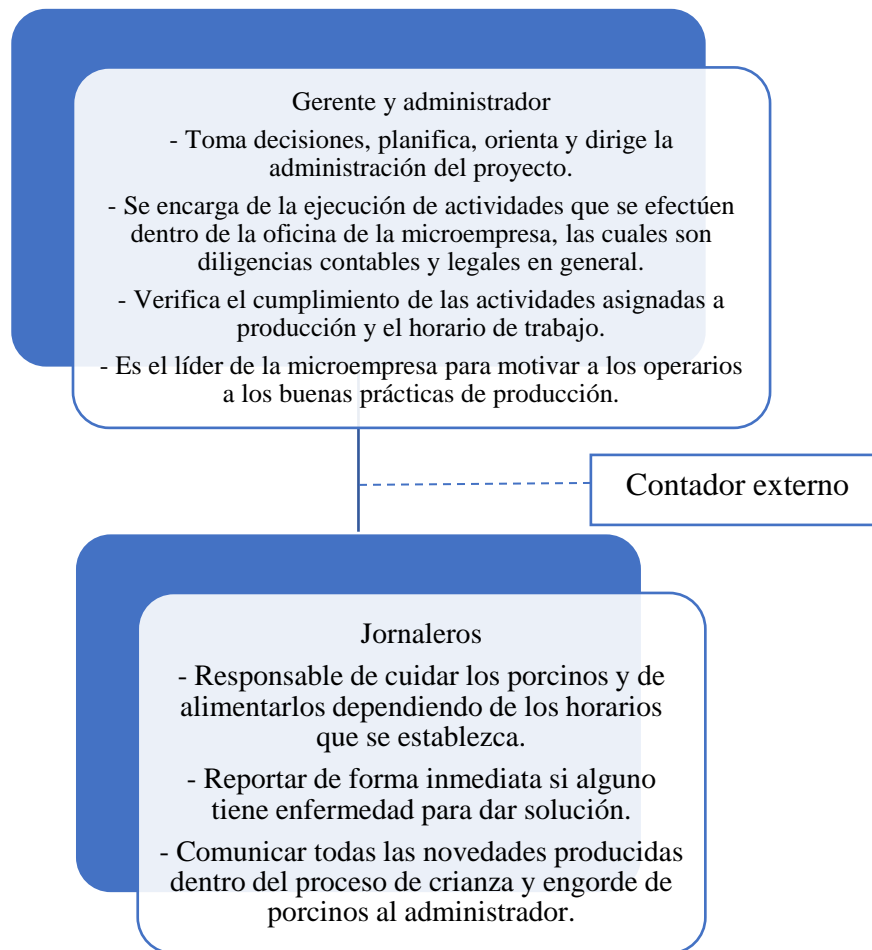 Gerente y administrador
- Toma decisiones, planifica, orienta y dirige la
administración del proyecto.
- Se encarga de la ejecución de actividades que se efectúen
dentro de la oficina de la microempresa, las cuales son
diligencias contables y legales en general.
- Verifica el cumplimiento de las actividades asignadas a
producción y el horario de trabajo.
- Es el líder de la microempresa para motivar a los operarios
a los buenas prácticas de producción.
Contador externo
Jornaleros
- Responsable de cuidar los porcinos y de
alimentarlos dependiendo de los horarios
que se establezca.
- Reportar de forma inmediata si alguno
tiene enfermedad para dar solución.
- Comunicar todas las novedades producidas
dentro del proceso de crianza y engorde de
porcinos al administrador.